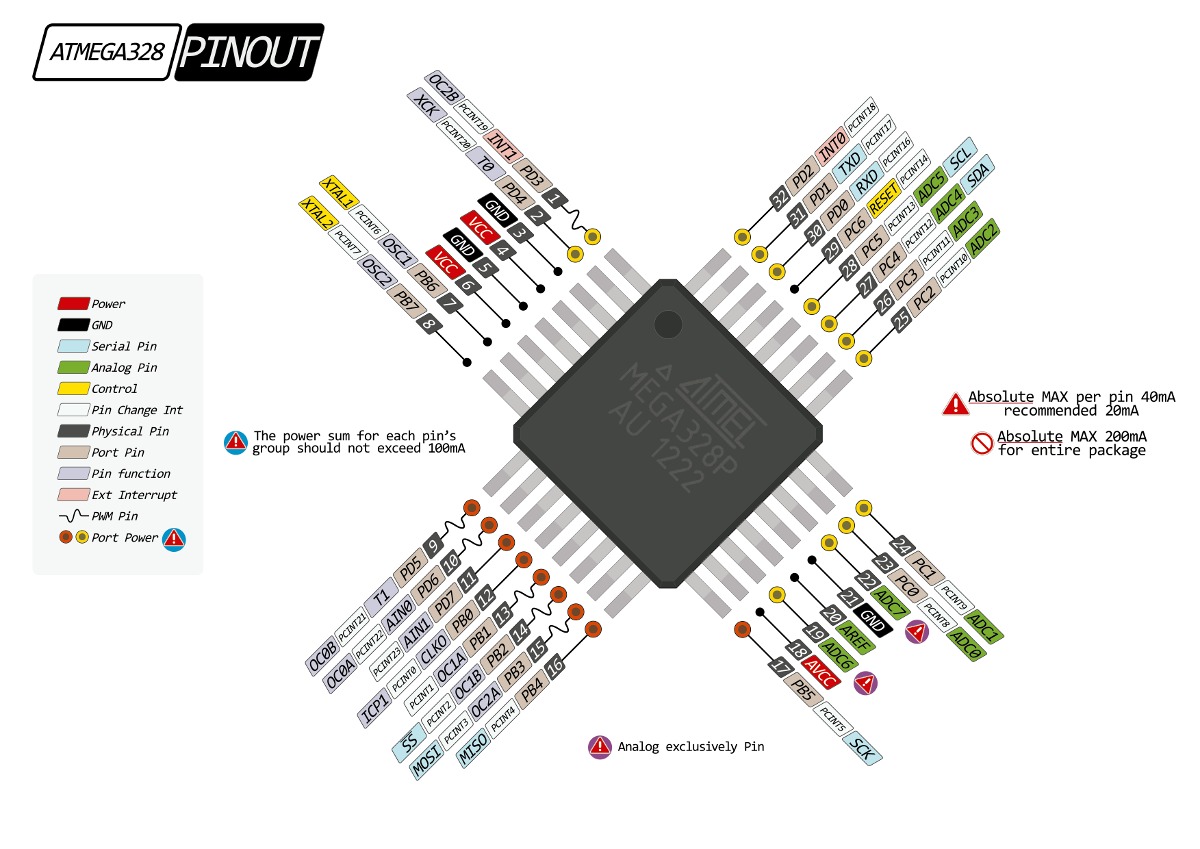 ATMEGA328 PINOUT
OC2B PCINT19 INT1 PD3 1
XCK PCINT20 T0 PD4 2
GND 3
VCC 4
GND 5
VCC 6
XTAL1 PCINT6 OSC1 PB6 7
XTAL2 PCINT7 OSC2 PB7 8
32 PD2 INT0 PCINT18
31 PD1 TXD PCINT17
30 PD0 RXD PCINT16
29 PC6 RESET PCINT14
28 PC5 PCINT13 ADC5 SCL
27 PC4 PCINT12 ADC4 SDA
26 PC3 PCINT11 ADC3
25 PC2 PCINT10 ADC2
Power
GND
Serial Pin
Analog Pin
Control
Pin Change Int
Physical Pin
Port Pin
Pin function
Ext Interrupt
PWM Pin
Port Power
The power sum for each pin's
group should not exceed 100mA
ATMEL
MEGA328P
AU 1222
Absolute MAX per pin 40mA
recommended 20mA
Absolute MAX 200mA
for entire package
OC0B PCINT21 T1 PD5 9
OC0A PCINT22 AIN0 PD6 10
PCINT23 AIN1 PD7 11
ICP1 PCINT0 CLKO PB0 12
PCINT1 OC1A PB1 13
SS PCINT2 OC1B PB2 14
MOSI PCINT3 OC2A PB3 15
MISO PCINT4 PB4 16
24 PC1 PCINT9 ADC1
23 PC0 PCINT8 ADC0
22 ADC7
21 GND
20 AREF
19 ADC6
18 AVCC
17 PB5 PCINT5 SCK
Analog exclusively Pin